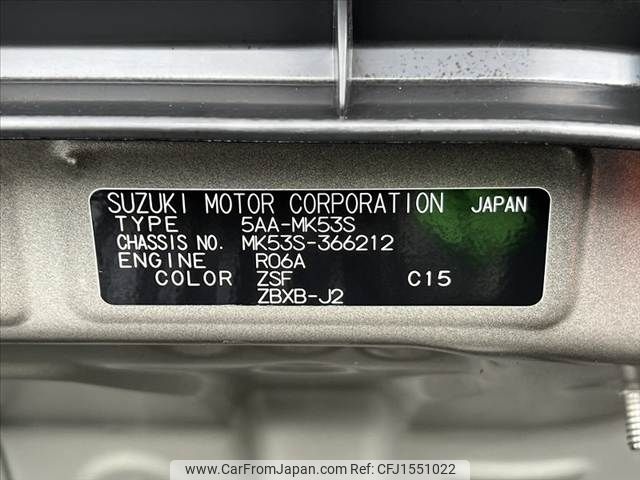 SUZUKI MOTOR CORPORATION JAPAN
TYPE 5AA-MK53S
CHASSIS NO. MK53S-366212
ENGINE R06A
COLOR ZSF C15
ZBXB-J2
www.CarFromJapan.com - CFJ1551022